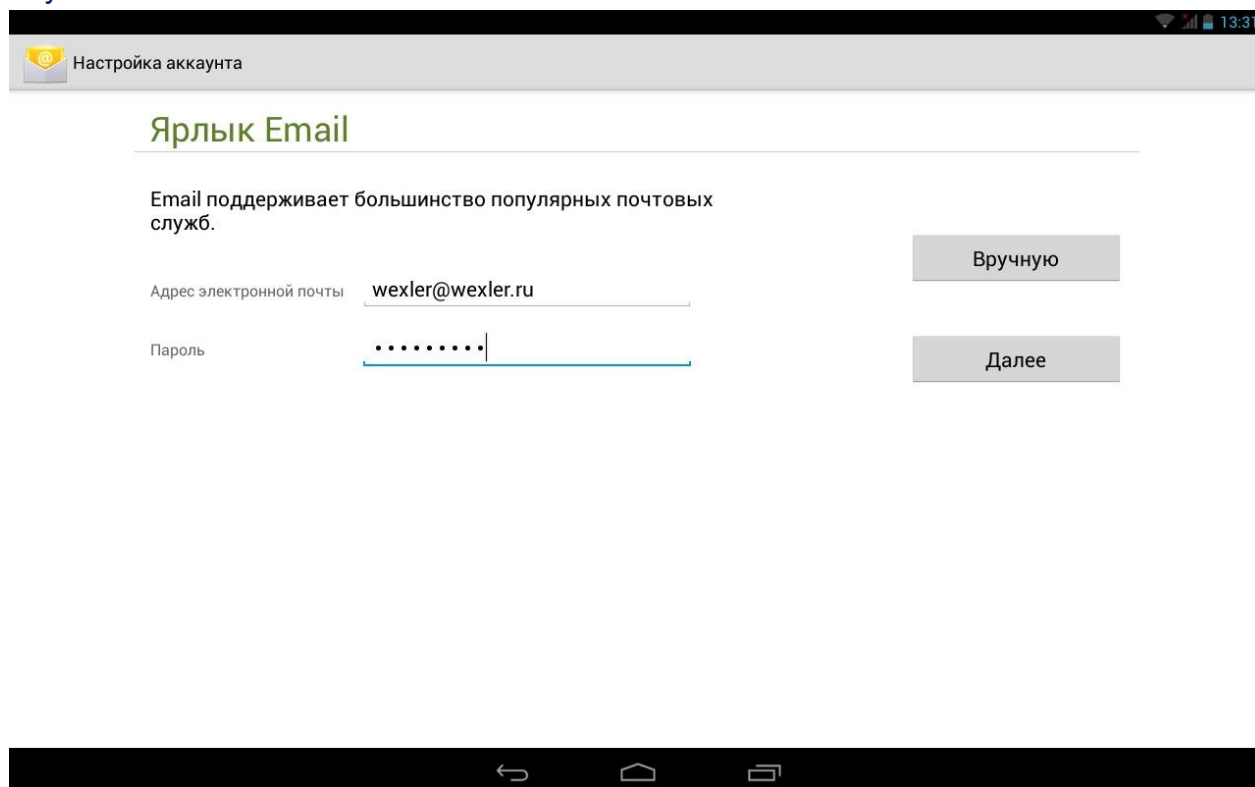 13:31
Настройка аккаунта
Ярлык Email
Email поддерживает большинство популярных почтовых
служб.
Вручную
Адрес электронной почты wexler@wexler.ru
Пароль •••••••••
Далее